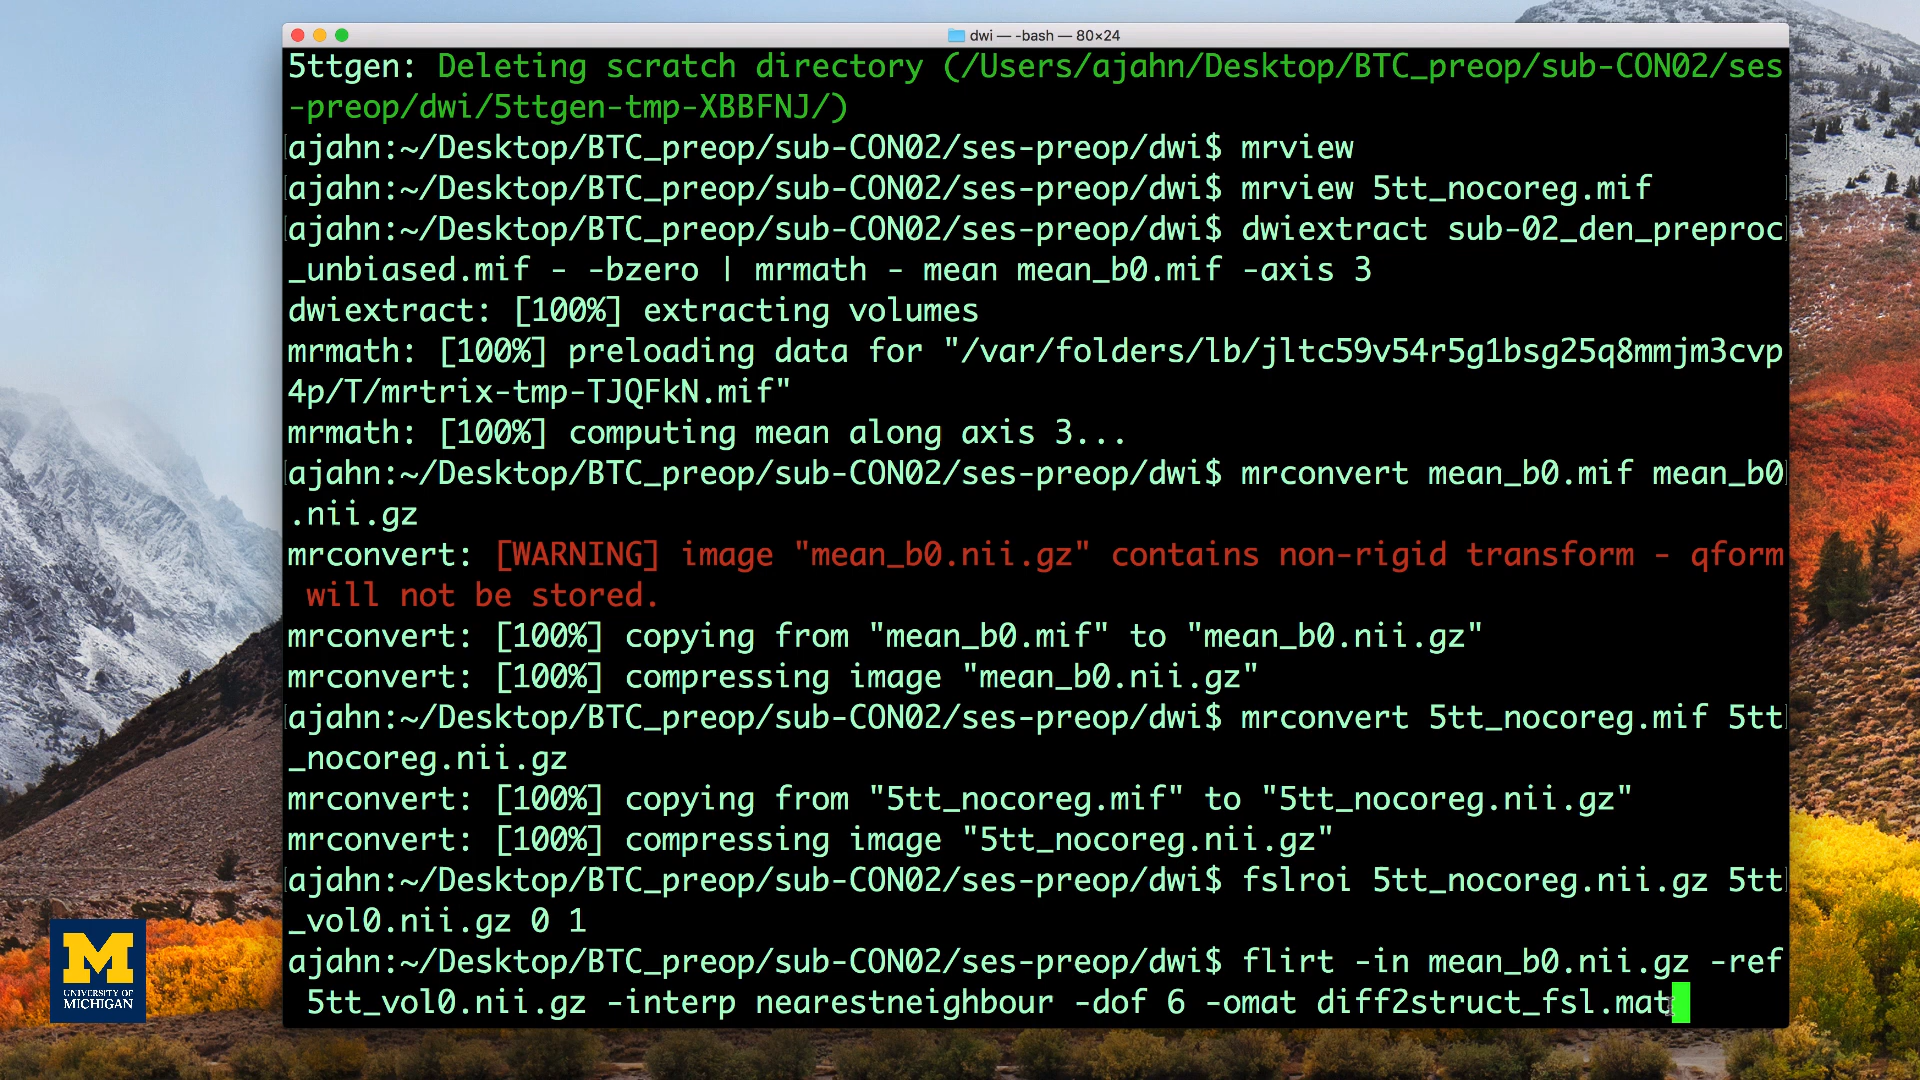 dwi — -bash — 80×24
5ttgen: Deleting scratch directory (/Users/ajahn/Desktop/BTC_preop/sub-CON02/ses
-preop/dwi/5ttgen-tmp-XBBFNJ/)
ajahn:~/Desktop/BTC_preop/sub-CON02/ses-preop/dwi$ mrview
ajahn:~/Desktop/BTC_preop/sub-CON02/ses-preop/dwi$ mrview 5tt_nocoreg.mif
ajahn:~/Desktop/BTC_preop/sub-CON02/ses-preop/dwi$ dwiextract sub-02_den_preproc
_unbiased.mif - -bzero | mrmath - mean mean_b0.mif -axis 3
dwiextract: [100%] extracting volumes
mrmath: [100%] preloading data for "/var/folders/lb/jltc59v54r5g1bsg25q8mmjm3cvp
4p/T/mrtrix-tmp-TJQFkN.mif"
mrmath: [100%] computing mean along axis 3...
ajahn:~/Desktop/BTC_preop/sub-CON02/ses-preop/dwi$ mrconvert mean_b0.mif mean_b0
.nii.gz
mrconvert: [WARNING] image "mean_b0.nii.gz" contains non-rigid transform - qform
 will not be stored.
mrconvert: [100%] copying from "mean_b0.mif" to "mean_b0.nii.gz"
mrconvert: [100%] compressing image "mean_b0.nii.gz"
ajahn:~/Desktop/BTC_preop/sub-CON02/ses-preop/dwi$ mrconvert 5tt_nocoreg.mif 5tt
_nocoreg.nii.gz
mrconvert: [100%] copying from "5tt_nocoreg.mif" to "5tt_nocoreg.nii.gz"
mrconvert: [100%] compressing image "5tt_nocoreg.nii.gz"
ajahn:~/Desktop/BTC_preop/sub-CON02/ses-preop/dwi$ fslroi 5tt_nocoreg.nii.gz 5tt
_vol0.nii.gz 0 1
ajahn:~/Desktop/BTC_preop/sub-CON02/ses-preop/dwi$ flirt -in mean_b0.nii.gz -ref
 5tt_vol0.nii.gz -interp nearestneighbour -dof 6 -omat diff2struct_fsl.mat
M
UNIVERSITY OF
MICHIGAN